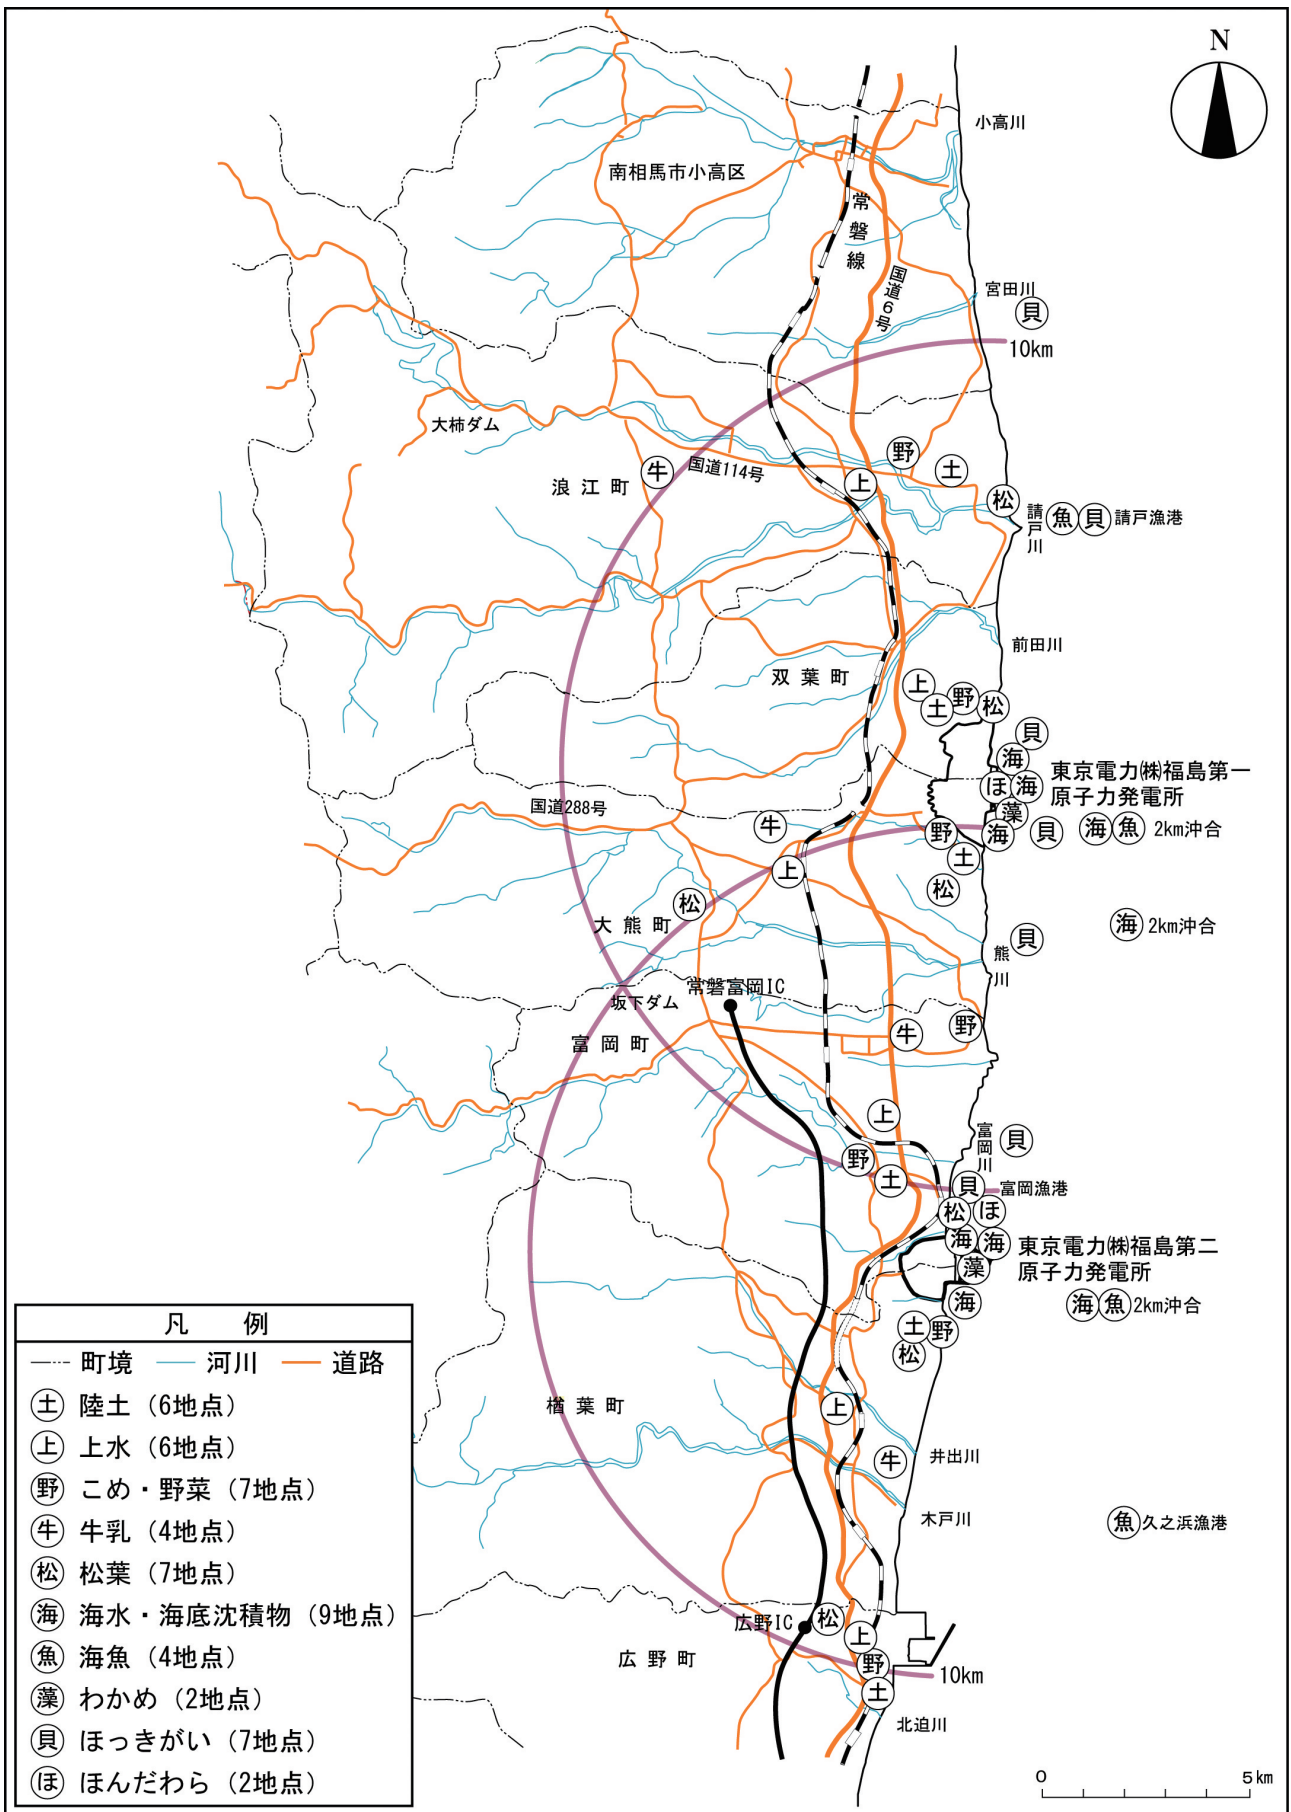 N
小高川
南相馬市小高区
常磐線
国道6号
宮田川
貝
10km
大柿ダム
野
土
牛
国道114号
上
浪江町
松
請戸川
魚
貝
請戸漁港
前田川
双葉町
上
土
野
松
貝
海
東京電力㈱福島第一
原子力発電所
ほ
海
藻
国道288号
牛
野
海
貝
海
魚
2km沖合
土
上
松
松
大熊町
海
2km沖合
貝
熊川
常磐富岡IC
坂下ダム
富岡町
牛
野
上
富岡川
貝
野
土
貝
富岡漁港
松
ほ
海
海
東京電力㈱福島第二
原子力発電所
藻
海
海
魚
2km沖合
土
野
松
楢葉町
上
井出川
牛
木戸川
魚
久之浜漁港
広野IC
松
上
広野町
野
10km
土
北迫川
0
5km
凡例
町境
河川
道路
土 陸土（6地点）
上 上水（6地点）
野 こめ・野菜（7地点）
牛 牛乳（4地点）
松 松葉（7地点）
海 海水・海底沈積物（9地点）
魚 海魚（4地点）
藻 わかめ（2地点）
貝 ほっきがい（7地点）
ほ ほんだわら（2地点）